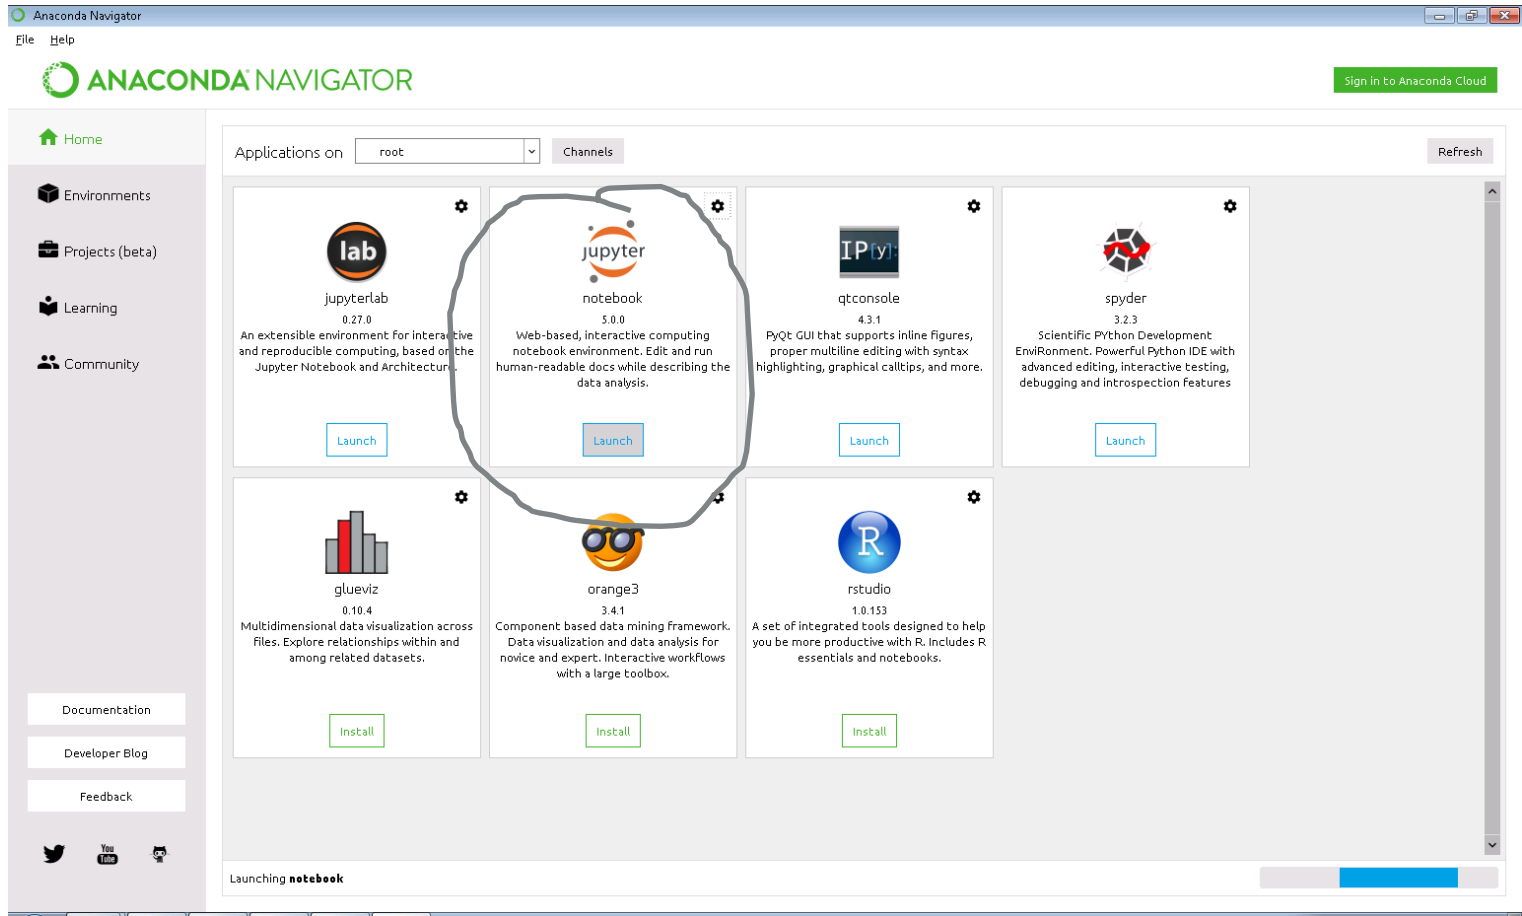 Anaconda Navigator
File Help
ANACONDA NAVIGATOR
Sign in to Anaconda Cloud
Home
Environments
Projects (beta)
Learning
Community
Documentation
Developer Blog
Feedback
You
Tube
Applications on root Channels Refresh
lab
jupyterlab
0.27.0
An extensible environment for interactive
and reproducible computing, based on the
Jupyter Notebook and Architecture.
Launch
jupyter
notebook
5.0.0
Web-based, interactive computing
notebook environment. Edit and run
human-readable docs while describing the
data analysis.
Launch
IP[y]:
qtconsole
4.3.1
PyQt GUI that supports inline figures,
proper multiline editing with syntax
highlighting, graphical calltips, and more.
Launch
spyder
3.2.3
Scientific PYthon Development
EnviRonment. Powerful Python IDE with
advanced editing, interactive testing,
debugging and introspection features
Launch
glueviz
0.10.4
Multidimensional data visualization across
files. Explore relationships within and
among related datasets.
Install
orange3
3.4.1
Component based data mining framework.
Data visualization and data analysis for
novice and expert. Interactive workflows
with a large toolbox.
Install
R
rstudio
1.0.153
A set of integrated tools designed to help
you be more productive with R. Includes R
essentials and notebooks.
Install
Launching notebook